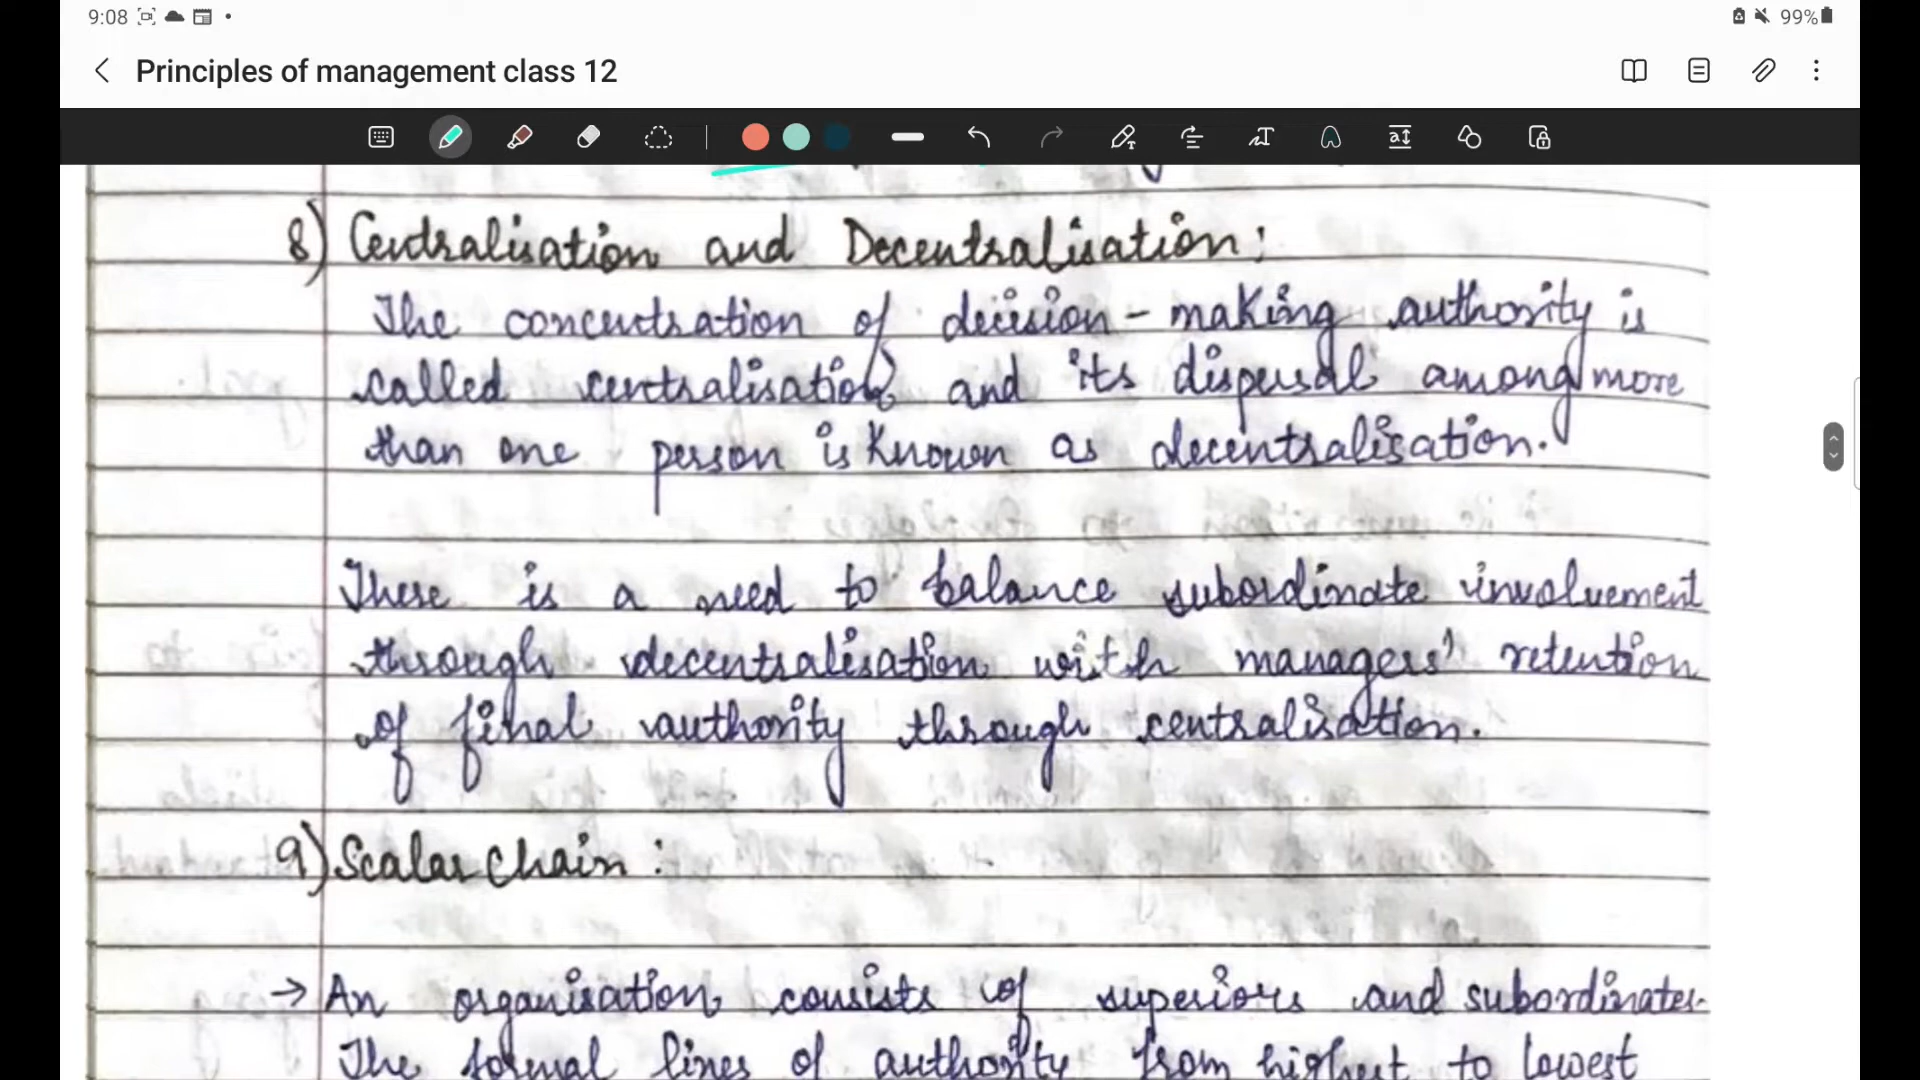 9:08
99%
Principles of management class 12
8) Centralisation and Decentralisation:
The concentration of decision-making authority is
called centralisation and its dispersal among more
than one person is known as decentralisation.
There is a need to balance subordinate involvement
through decentralisation with managers' retention
of final authority through centralisation.
9) Scalar chain:
→ An organisation consists of superiors and subordinates.
The formal lines of authority from highest to lowest